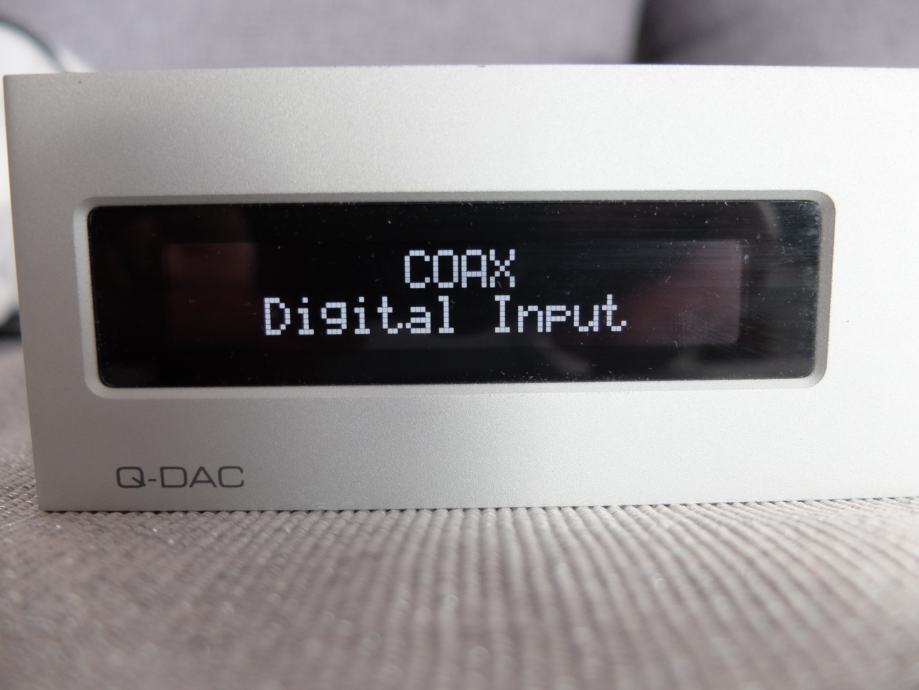 COAX
Digital Input
Q-DAC